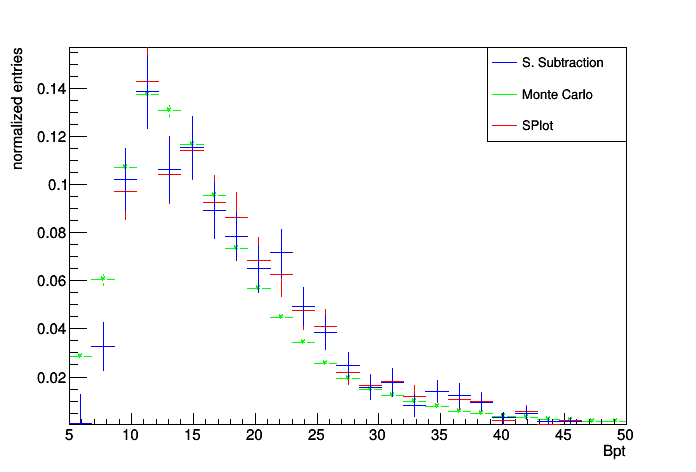 normalized entries
S. Subtraction
Monte Carlo
SPlot
0.14
0.12
0.1
0.08
0.06
0.04
0.02
5 10 15 20 25 30 35 40 45 50
Bpt